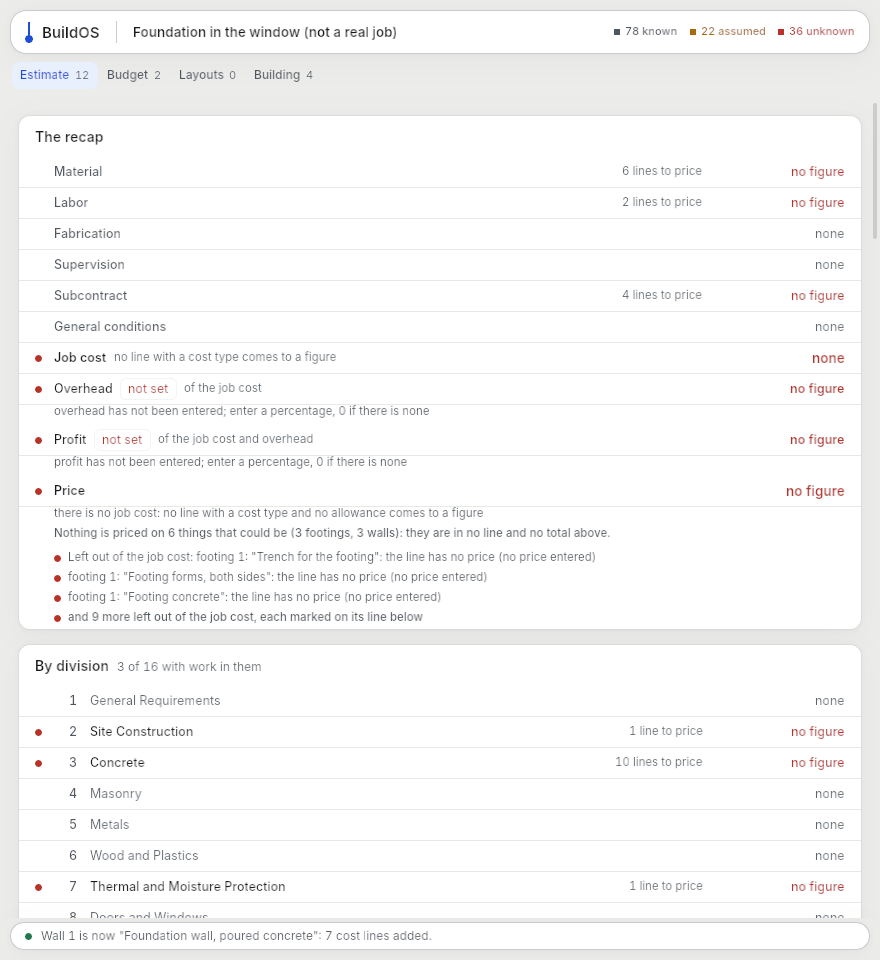 BuildOS Foundation in the window (not a real job) 78 known 22 assumed 36 unknown
Estimate 12 Budget 2 Layouts 0 Building 4
The recap
Material 6 lines to price no figure
Labor 2 lines to price no figure
Fabrication none
Supervision none
Subcontract 4 lines to price no figure
General conditions none
Job cost no line with a cost type comes to a figure none
Overhead not set of the job cost no figure
overhead has not been entered; enter a percentage, 0 if there is none
Profit not set of the job cost and overhead no figure
profit has not been entered; enter a percentage, 0 if there is none
Price no figure
there is no job cost: no line with a cost type and no allowance comes to a figure
Nothing is priced on 6 things that could be (3 footings, 3 walls): they are in no line and no total above.
Left out of the job cost: footing 1: "Trench for the footing": the line has no price (no price entered)
footing 1: "Footing forms, both sides": the line has no price (no price entered)
footing 1: "Footing concrete": the line has no price (no price entered)
and 9 more left out of the job cost, each marked on its line below
By division 3 of 16 with work in them
1 General Requirements none
2 Site Construction 1 line to price no figure
3 Concrete 10 lines to price no figure
4 Masonry none
5 Metals none
6 Wood and Plastics none
7 Thermal and Moisture Protection 1 line to price no figure
8 Doors and Windows none
Wall 1 is now "Foundation wall, poured concrete": 7 cost lines added.